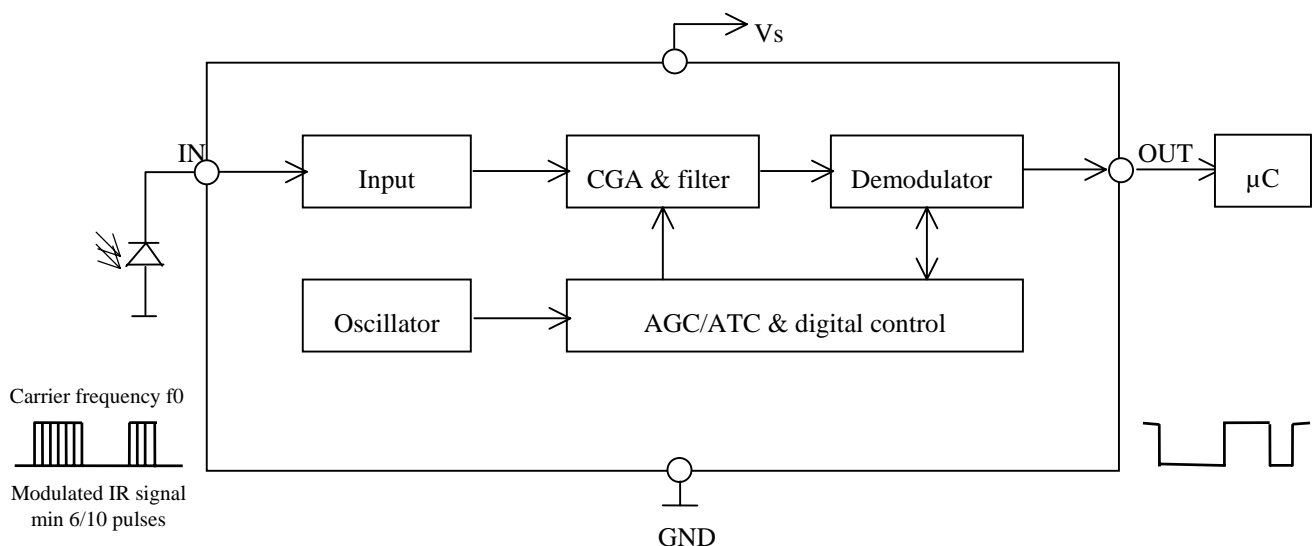 Vs
IN
Input
CGA & filter
Demodulator
OUT
µC
Oscillator
AGC/ATC & digital control
Carrier frequency f0
Modulated IR signal
min 6/10 pulses
GND